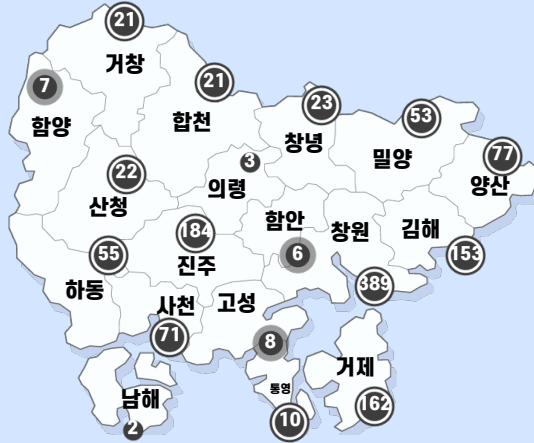 21
거창
7
함양
21
합천
23
창녕
53
밀양
77
양산
3
의령
22
산청
184
진주
함안
6
창원
389
김해
153
55
하동
사천
71
고성
8
통영
10
거제
162
남해
2